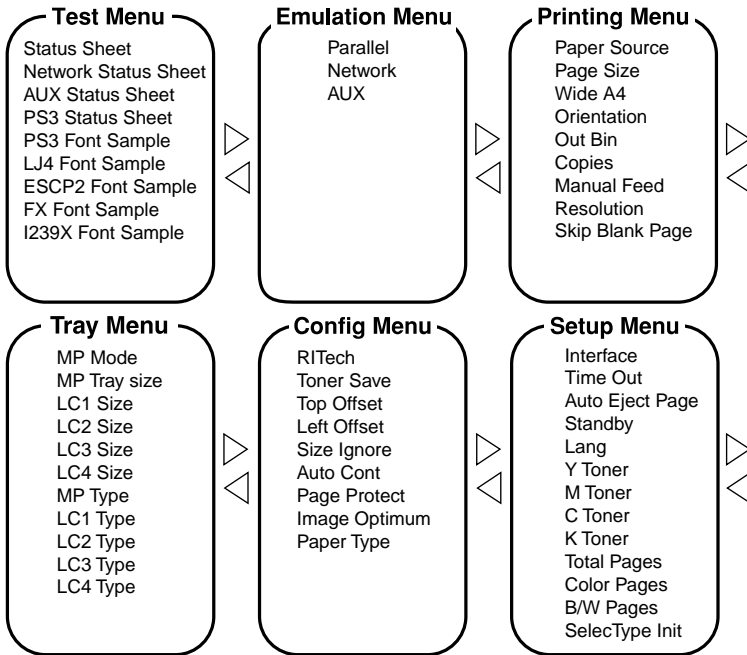 Test Menu
Status Sheet
Network Status Sheet
AUX Status Sheet
PS3 Status Sheet
PS3 Font Sample
LJ4 Font Sample
ESCP2 Font Sample
FX Font Sample
I239X Font Sample
Emulation Menu
Parallel
Network
AUX
Printing Menu
Paper Source
Page Size
Wide A4
Orientation
Out Bin
Copies
Manual Feed
Resolution
Skip Blank Page
Tray Menu
MP Mode
MP Tray size
LC1 Size
LC2 Size
LC3 Size
LC4 Size
MP Type
LC1 Type
LC2 Type
LC3 Type
LC4 Type
Config Menu
RITech
Toner Save
Top Offset
Left Offset
Size Ignore
Auto Cont
Page Protect
Image Optimum
Paper Type
Setup Menu
Interface
Time Out
Auto Eject Page
Standby
Lang
Y Toner
M Toner
C Toner
K Toner
Total Pages
Color Pages
B/W Pages
SelecType Init